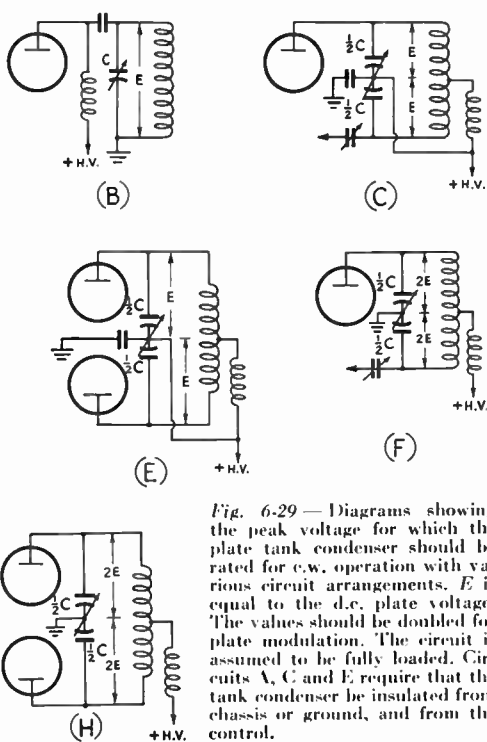 C
E
+ H.V.
(B)
½C
½C
E
E
+ H.V.
(C)
½C
½C
E
E
+ H.V.
(E)
½C
½C
2E
2E
+ H.V.
(F)
½C
½C
2E
2E
+ H.V.
(H)
Fig. 6-29 — Diagrams showin
the peak voltage for which th
plate tank condenser should b
rated for c.w. operation with va
rious circuit arrangements. E i
equal to the d.c. plate voltage
The values should be doubled fo
plate modulation. The circuit i
assumed to be fully loaded. Cir
cuits A, C and E require that th
tank condenser be insulated from
chassis or ground, and from th
control.